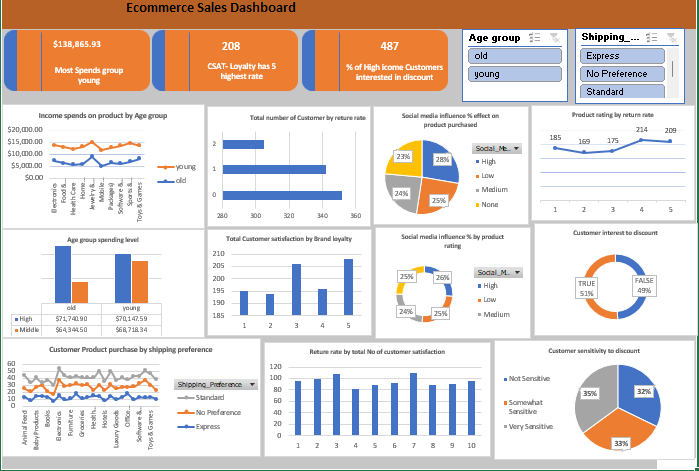 Ecommerce Sales Dashboard
$138,865.93
Most Spends group
young
208
CSAT- Loyalty has 5
highest rate
487
% of High icome Customers
interested in discount
Age group
old
young
Shipping_...
Express
No Preference
Standard
Income spends on product by Age group
$20,000.00
$15,000.00
$10,000.00
$5,000.00
$0.00
Electronics
Food &...
Health Care
Home...
Jewelry &...
Mobile...
Packages)
Software &...
Sports &...
Toys & Games
young
old
Total number of Customer by reture rate
2
1
0
280
300
320
340
360
Social media influence % effect on
product purchased
23%
28%
24%
25%
Social_Me...
High
Low
Medium
None
Product rating by return rate
185
169
175
214
209
1
2
3
4
5
Age group spending level
old
young
High
$71,740.90
$70,147.59
Middle
$64,344.50
$68,718.34
Total Customer satisfaction by Brand loyalty
210
205
200
195
190
185
1
2
3
4
5
Social media influence % by product
rating
25%
26%
24%
25%
Social_M...
High
Low
Medium
Customer interest to discount
TRUE
51%
FALSE
49%
Customer Product purchase by shipping preference
60
50
40
30
20
10
0
Animal Feed
Baby Products
Books
Electronics
Furniture
Groceries
Health...
Hotels
Luxury Goods
Office...
Software &...
Toys & Games
Shipping_Preference
Standard
No Preference
Express
Return rate by total No of customer satisfaction
120
100
80
60
40
20
0
1
2
3
4
5
6
7
8
9
10
Customer sensitivity to discount
Not Sensitive
Somewhat
Sensitive
Very Sensitive
35%
32%
33%